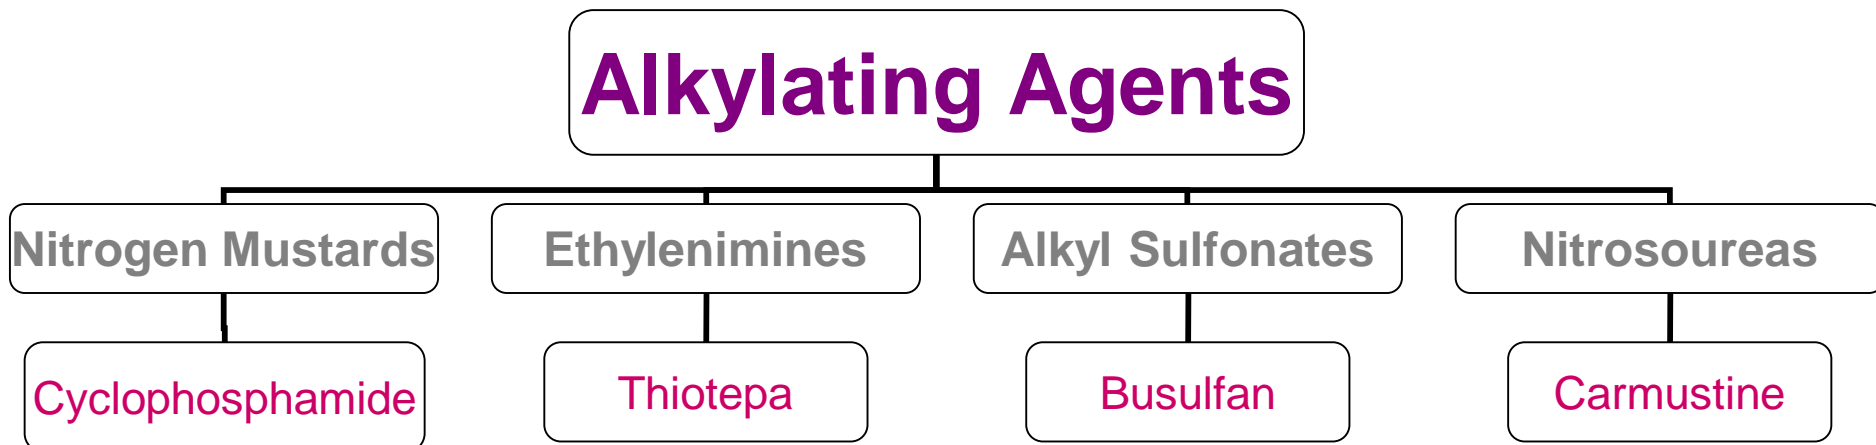 Alkylating Agents
Nitrogen Mustards
Ethylenimines
Alkyl Sulfonates
Nitrosoureas
Cyclophosphamide
Thiotepa
Busulfan
Carmustine